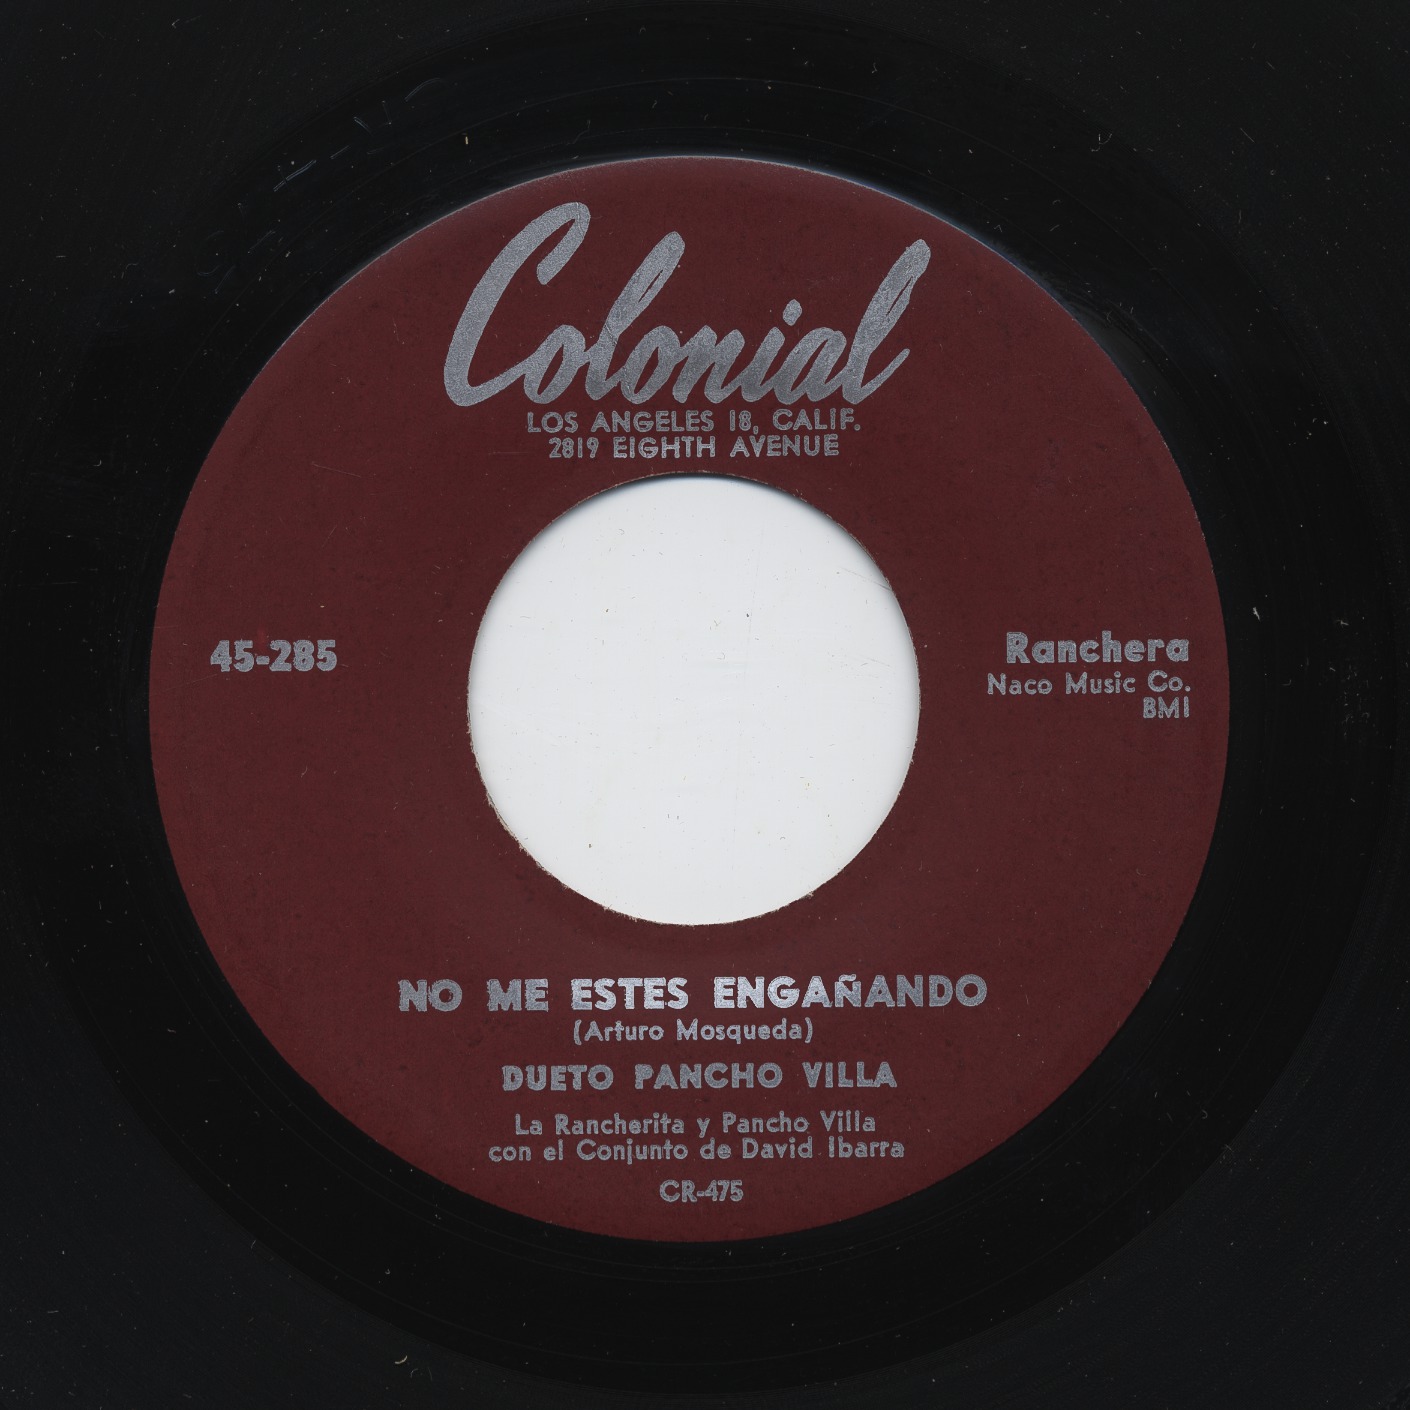 Colonial
LOS ANGELES 18, CALIF.
2819 EIGHTH AVENUE
45-285
Ranchera
Naco Music Co.
BMI
NO ME ESTES ENGAÑANDO
(Arturo Mosqueda)
DUETO PANCHO VILLA
La Rancherita y Pancho Villa
con el Conjunto de David Ibarra
CR-475